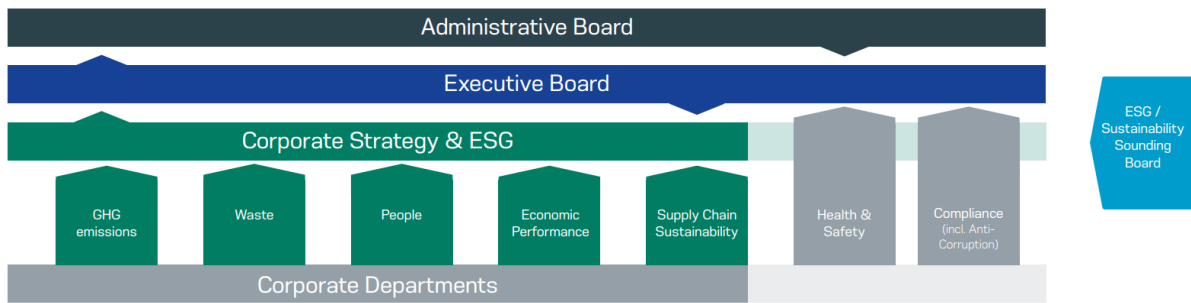 Administrative Board
Executive Board
Corporate Strategy & ESG
ESG /
Sustainability
Sounding
Board
GHG
emissions
Waste
People
Economic
Performance
Supply Chain
Sustainability
Health &
Safety
Compliance
(incl. Anti-
Corruption)
Corporate Departments